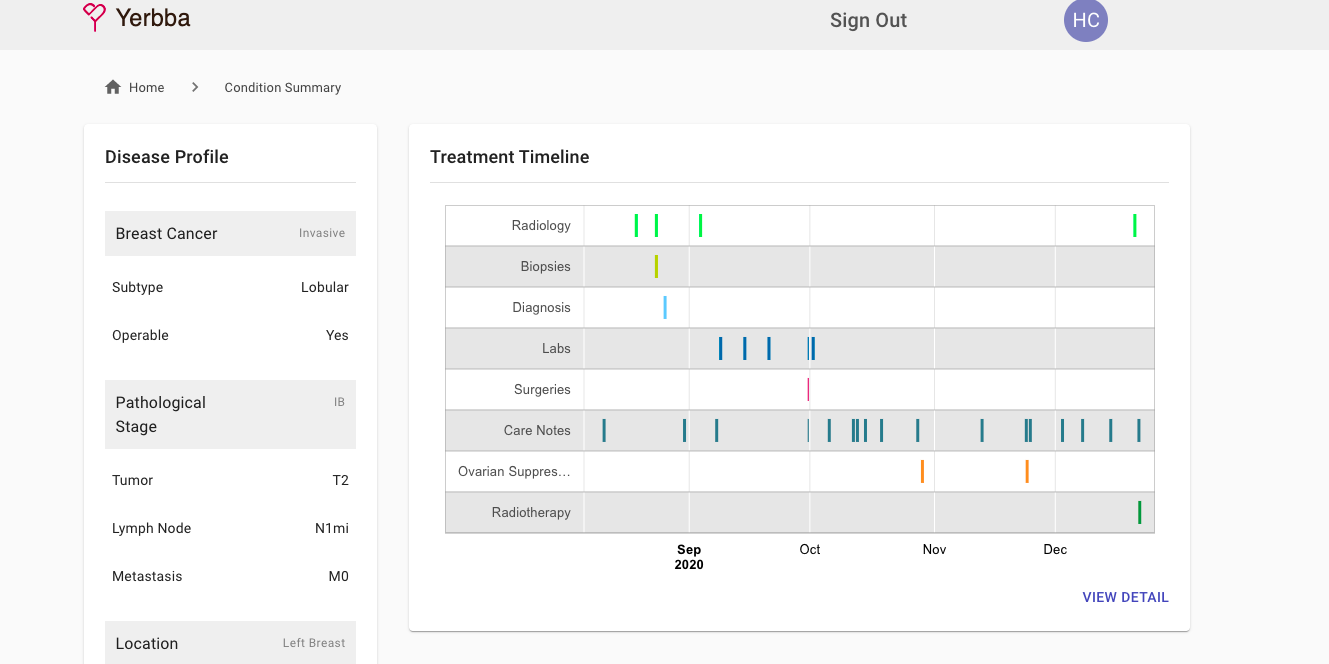 Yerbba
Sign Out
HC
Home
Condition Summary
Disease Profile
Breast Cancer Invasive
Subtype Lobular
Operable Yes
Pathological
Stage
IB
Tumor T2
Lymph Node N1mi
Metastasis M0
Location Left Breast
Treatment Timeline
Radiology
Biopsies
Diagnosis
Labs
Surgeries
Care Notes
Ovarian Suppres...
Radiotherapy
Sep
2020
Oct
Nov
Dec
VIEW DETAIL